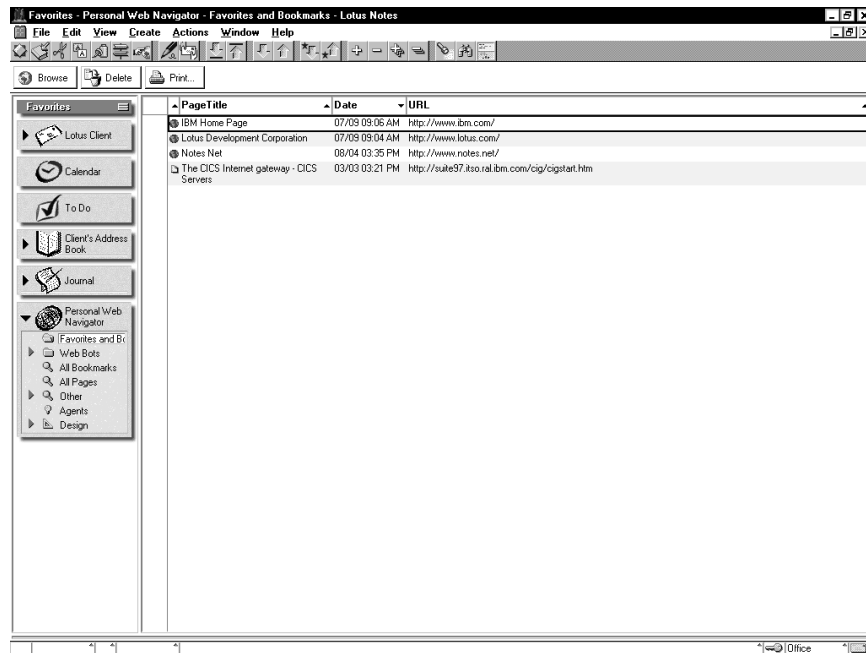 Favorites - Personal Web Navigator - Favorites and Bookmarks - Lotus Notes
File Edit View Create Actions Window Help
Browse Delete Print...
Favorites
Lotus Client
Calendar
To Do
Client's Address
Book
Journal
Personal Web
Navigator
Favorites and Bo
Web Bots
All Bookmarks
All Pages
Other
Agents
Design
PageTitle Date URL
IBM Home Page 07/09 09:06 AM http://www.ibm.com/
Lotus Development Corporation 07/09 09:04 AM http://www.lotus.com/
Notes Net 08/04 03:35 PM http://www.notes.net/
The CICS Internet gateway - CICS 03/03 03:21 PM http://suite97.itso.ral.ibm.com/cig/cigstart.htm
Servers
Office